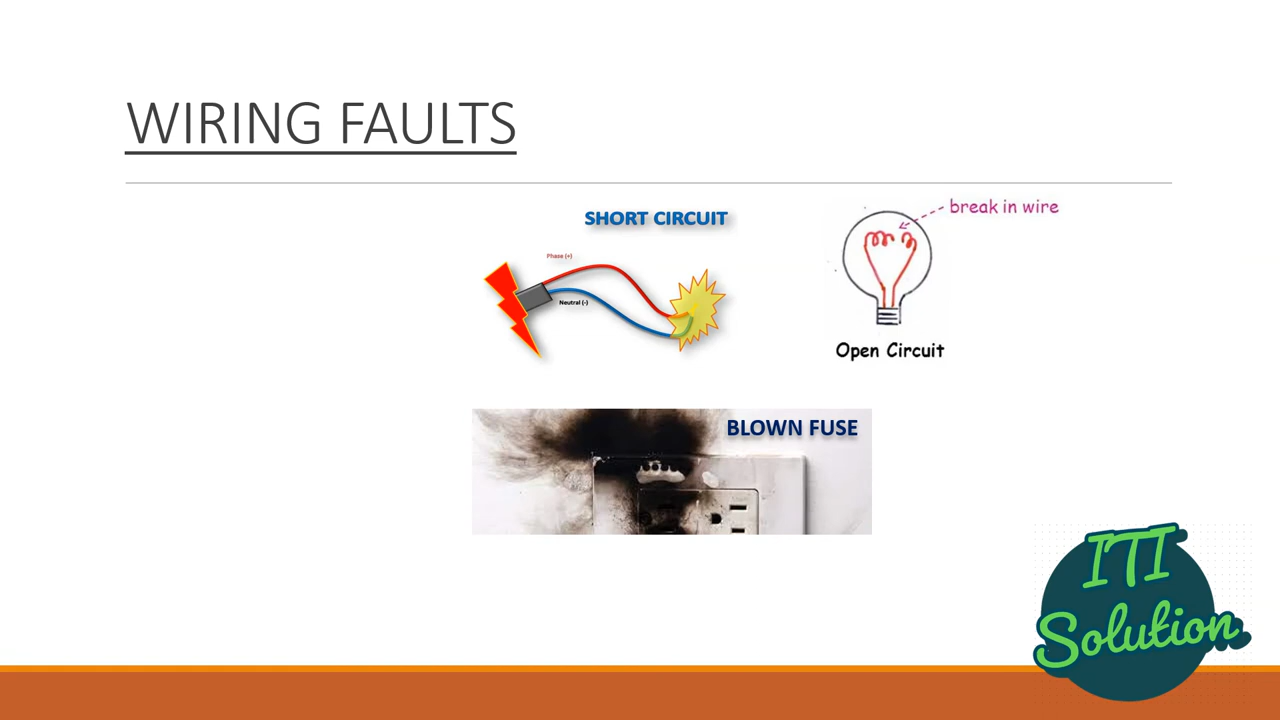 WIRING FAULTS
SHORT CIRCUIT
Phase (+)
Neutral (-)
break in wire
Open Circuit
BLOWN FUSE
ITI
Solution